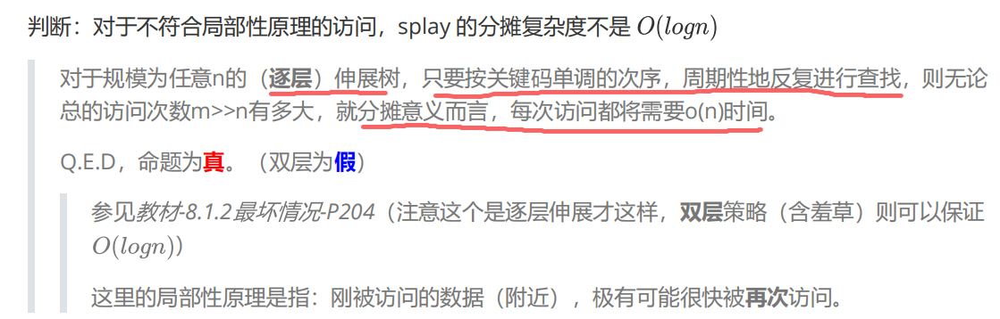 判断：对于不符合局部性原理的访问，splay 的分摊复杂度不是 O(logn)
对于规模为任意n的（逐层）伸展树，只要按关键码单调的次序，周期性地反复进行查找，则无论
总的访问次数m>>n有多大，就分摊意义而言，每次访问都将需要o(n)时间。
Q.E.D，命题为真。（双层为假）
参见教材-8.1.2最坏情况-P204（注意这个是逐层伸展才这样，双层策略（含羞草）则可以保证
O(logn)）
这里的局部性原理是指：刚被访问的数据（附近），极有可能很快被再次访问。